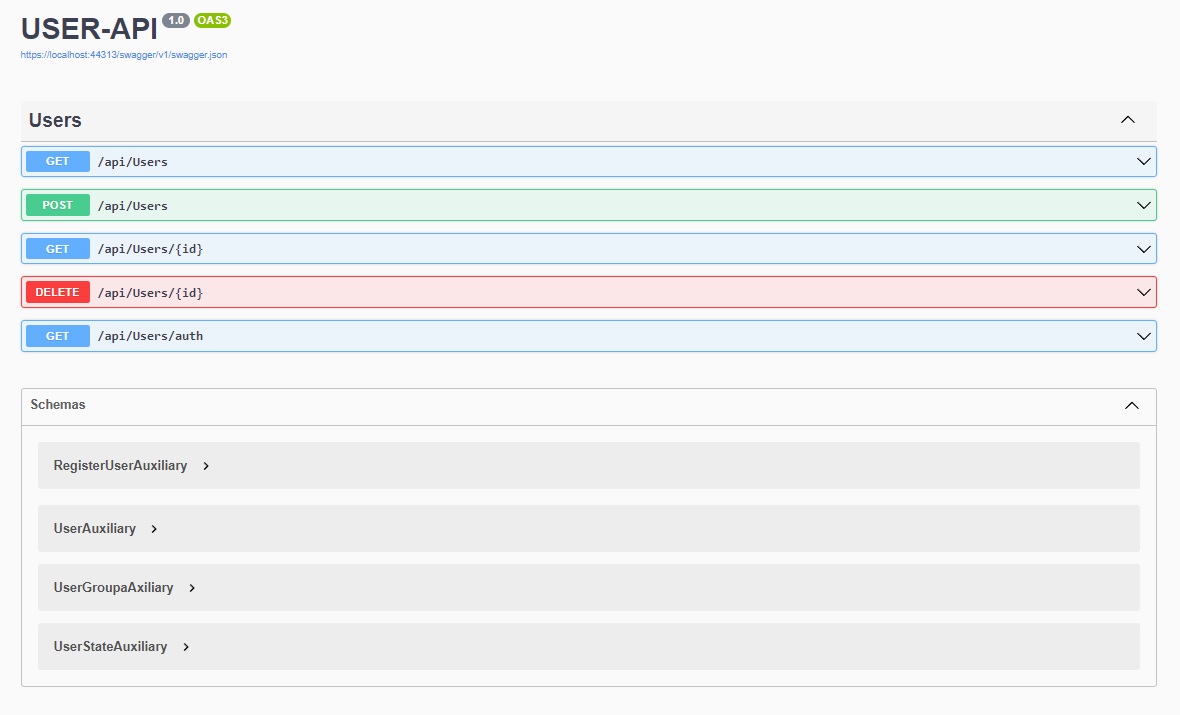 USER-API 1.0 OAS3
https://localhost:44313/swagger/v1/swagger.json
Users
GET /api/Users
POST /api/Users
GET /api/Users/{id}
DELETE /api/Users/{id}
GET /api/Users/auth
Schemas
RegisterUserAuxiliary
UserAuxiliary
UserGroupaAxiliary
UserStateAuxiliary